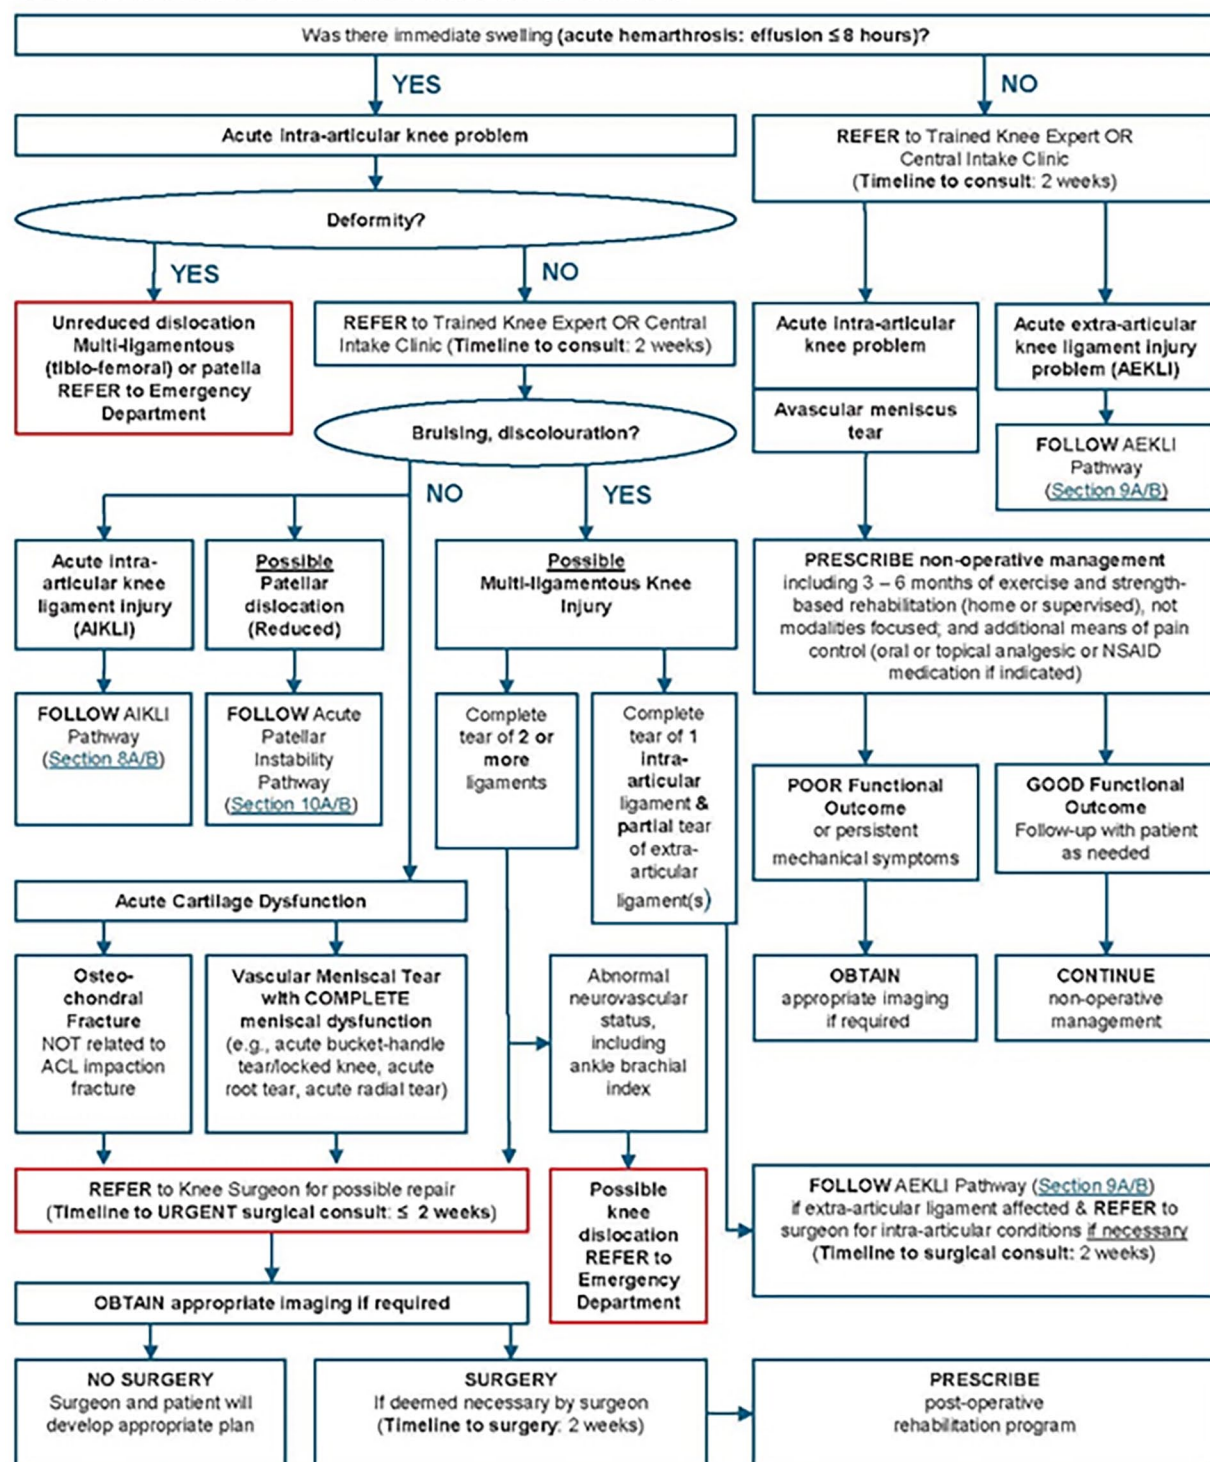 Was there immediate swelling (acute hemarthrosis: effusion ≤ 8 hours)?
YES
NO
Acute intra-articular knee problem
REFER to Trained Knee Expert OR
Central Intake Clinic
(Timeline to consult: 2 weeks)
Deformity?
YES
NO
Unreduced dislocation
Multi-ligamentous
(tibio-femoral) or patella
REFER to Emergency
Department
REFER to Trained Knee Expert OR Central
Intake Clinic (Timeline to consult: 2 weeks)
Acute intra-articular
knee problem
Avascular meniscus
tear
Acute extra-articular
knee ligament injury
problem (AEKLI)
FOLLOW AEKLI
Pathway
(Section 9A/B)
Bruising, discolouration?
NO
YES
Acute intra-
articular knee
ligament injury
(AIKLI)
Possible
Patellar
dislocation
(Reduced)
Possible
Multi-ligamentous Knee
Injury
PRESCRIBE non-operative management
including 3 – 6 months of exercise and strength-
based rehabilitation (home or supervised), not
modalities focused; and additional means of pain
control (oral or topical analgesic or NSAID
medication if indicated)
FOLLOW AIKLI
Pathway
(Section 8A/B)
FOLLOW Acute
Patellar
Instability
Pathway
(Section 10A/B)
Complete
tear of 2 or
more
ligaments
Complete
tear of 1
intra-
articular
ligament &
partial tear
of extra-
articular
ligament(s)
POOR Functional
Outcome
or persistent
mechanical symptoms
GOOD Functional
Outcome
Follow-up with patient
as needed
Acute Cartilage Dysfunction
Osteo-
chondral
Fracture
NOT related to
ACL impaction
fracture
Vascular Meniscal Tear
with COMPLETE
meniscal dysfunction
(e.g., acute bucket-handle
tear/locked knee, acute
root tear, acute radial tear)
Abnormal
neurovascular
status,
including
ankle brachial
index
OBTAIN
appropriate imaging
if required
CONTINUE
non-operative
management
REFER to Knee Surgeon for possible repair
(Timeline to URGENT surgical consult: ≤ 2 weeks)
Possible
knee
dislocation
REFER to
Emergency
Department
FOLLOW AEKLI Pathway (Section 9A/B)
if extra-articular ligament affected & REFER to
surgeon for intra-articular conditions if necessary
(Timeline to surgical consult: 2 weeks)
OBTAIN appropriate imaging if required
NO SURGERY
Surgeon and patient will
develop appropriate plan
SURGERY
If deemed necessary by surgeon
(Timeline to surgery: 2 weeks)
PRESCRIBE
post-operative
rehabilitation program